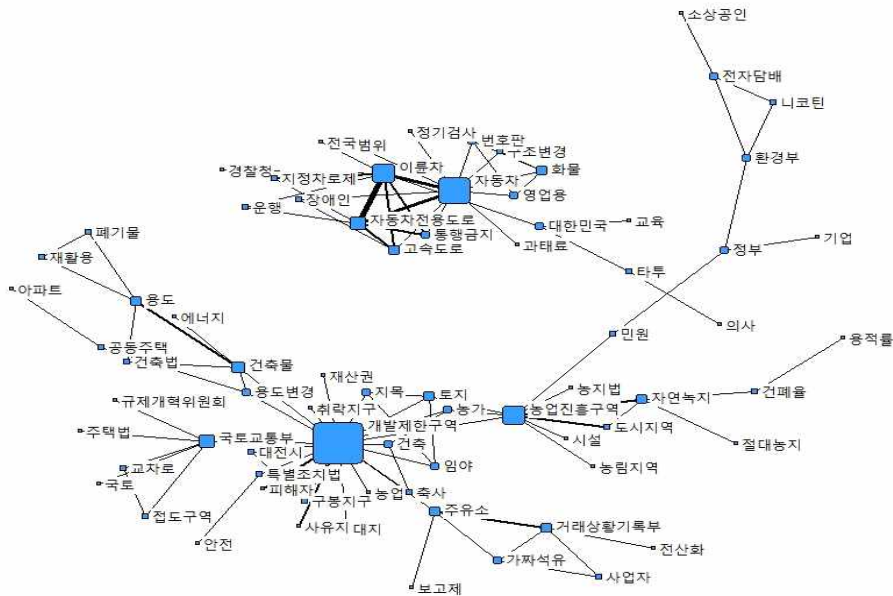 소상공인
전자담배
니코틴
정기검사
번호판
전국범위
구조변경
이륜차
환경부
경찰청
화물
지정차로제
자동차
영업용
장애인
운행
자동차전용도로
대한민국
교육
통행금지
폐기물
과태료
기업
고속도로
정부
재활용
타투
아파트
용도
에너지
의사
민원
용적률
공동주택
건축법
건축물
재산권
농지법
용도변경
지목
토지
건폐율
규제개혁위원회
취락지구
농가
자연녹지
농업진흥구역
개발제한구역
도시지역
주택법
국토교통부
건축
시설
절대농지
대전시
교차로
특별조치법
임야
농림지역
국토
피해자
농업
축사
구봉지구
접도구역
주유소
사유지
대지
거래상황기록부
안전
전산화
가짜석유
사업자
보고제